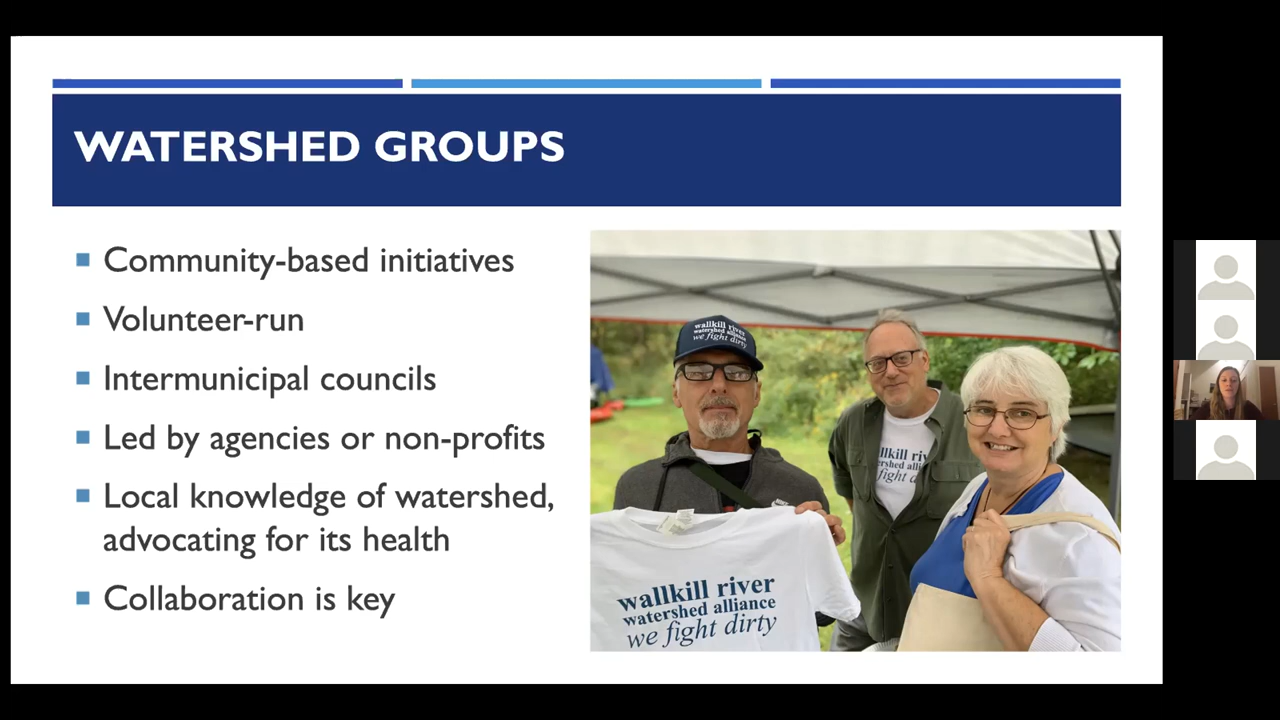 WATERSHED GROUPS
Community-based initiatives
Volunteer-run
Intermunicipal councils
Led by agencies or non-profits
Local knowledge of watershed,
advocating for its health
Collaboration is key
wallkill river
watershed alliance
we fight dirty
wallkill river
watershed alliance
we fight dirty